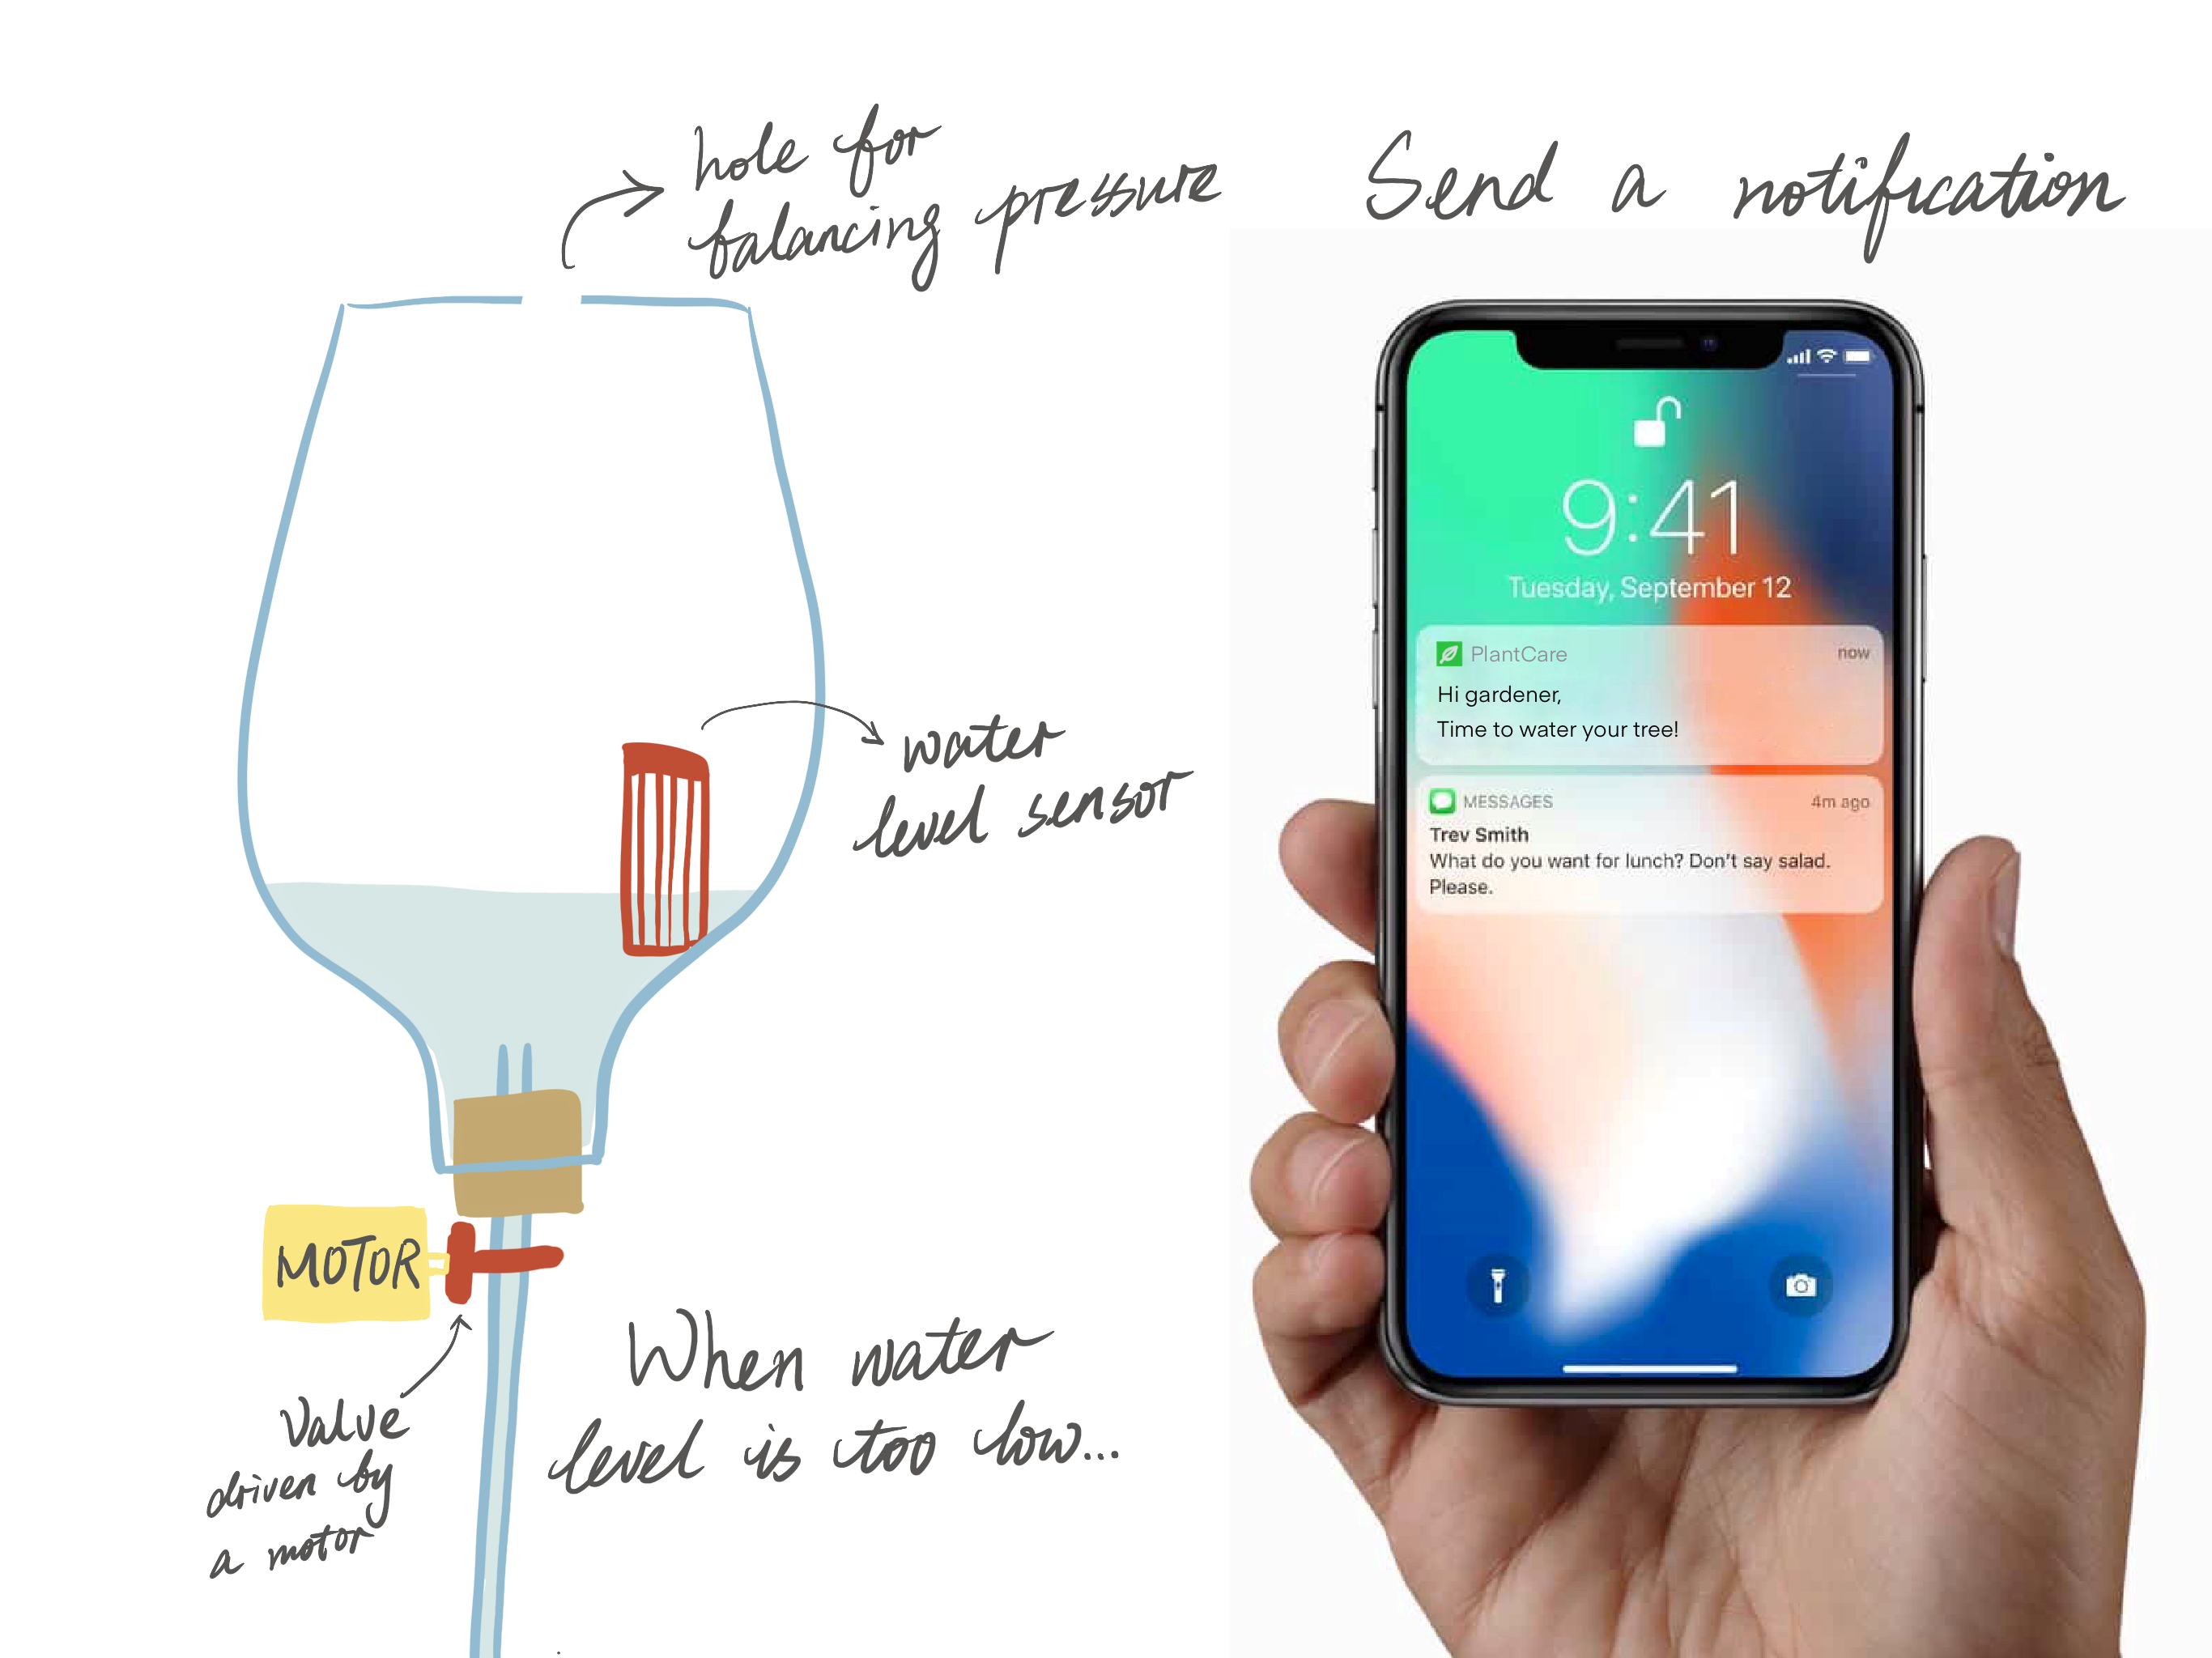 hole for
balancing pressure
water
level sensor
MOTOR
Valve
driven by
a motor
When water
level is too low...
Send a notification
9:41
Tuesday, September 12
PlantCare
now
Hi gardener,
Time to water your tree!
MESSAGES
4m ago
Trev Smith
What do you want for lunch? Don't say salad.
Please.